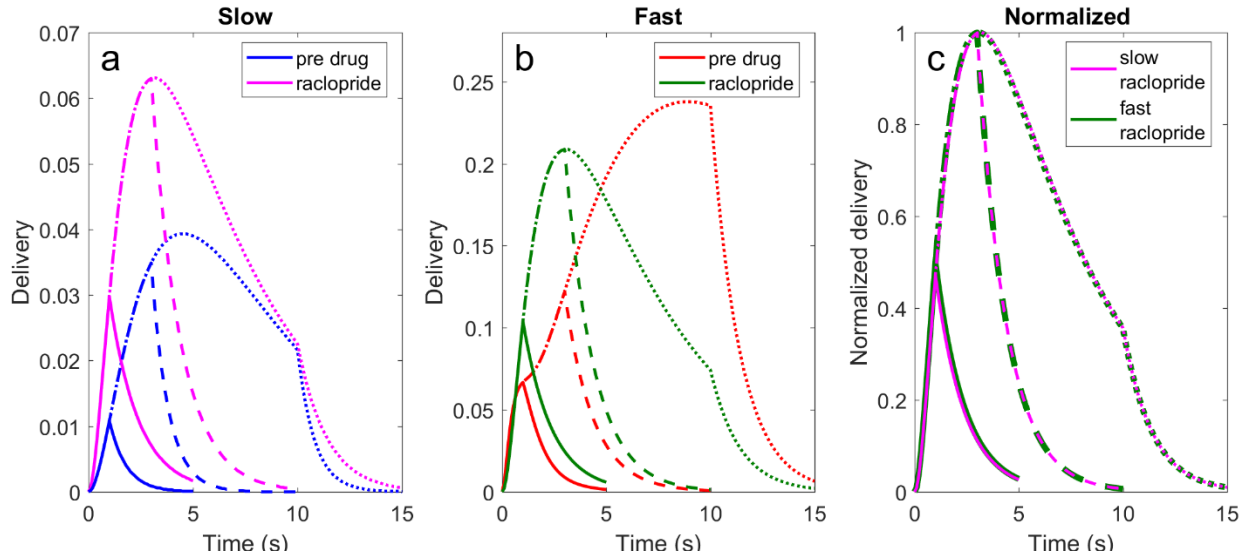 Slow
0.07
0.06
0.05
0.04
0.03
0.02
0.01
0
a
pre drug
raclopride
0
5
10
15
Delivery
Time (s)
Fast
0.25
0.2
0.15
0.1
0.05
0
b
pre drug
raclopride
0
5
10
15
Delivery
Time (s)
Normalized
1
0.8
0.6
0.4
0.2
0
c
slow
raclopride
fast
raclopride
0
5
10
15
Normalized delivery
Time (s)